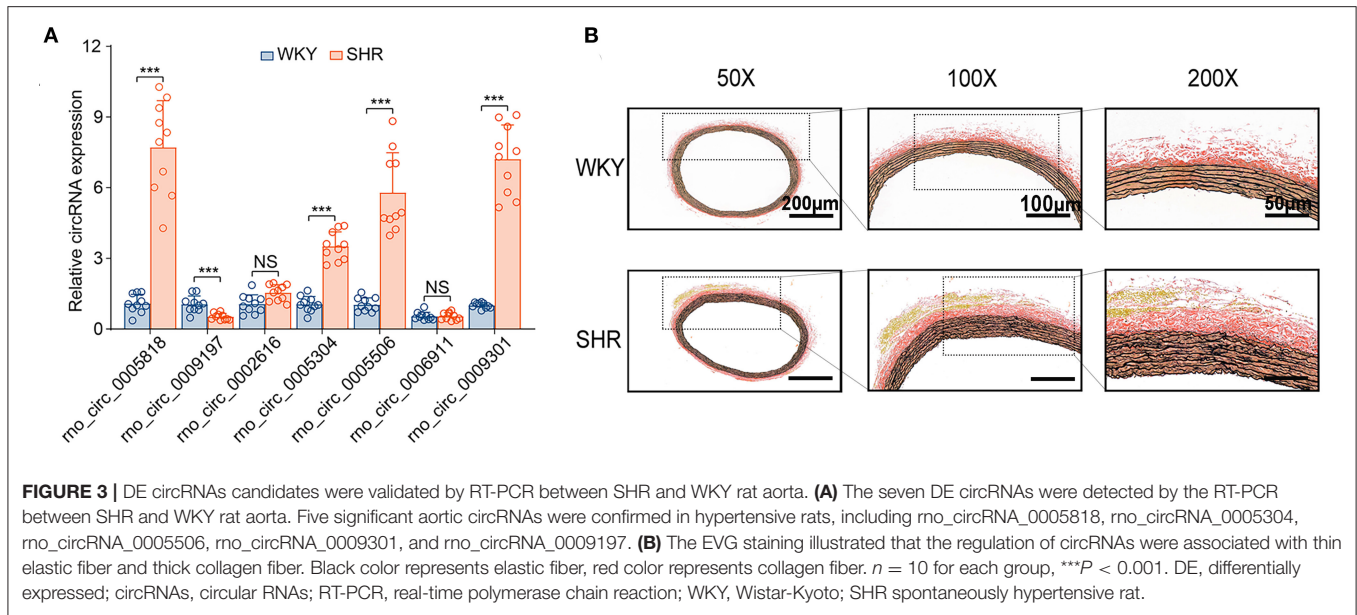 A
B
WKY
SHR
Relative circRNA expression
12
9
6
3
0
***
***
NS
***
***
NS
***
rno_circ_0005818
rno_circ_0009197
rno_circ_0002616
rno_circ_0005304
rno_circ_0005506
rno_circ_0006911
rno_circ_0009301
50X
100X
200X
WKY
200µm
100µm
50µm
SHR
FIGURE 3 | DE circRNAs candidates were validated by RT-PCR between SHR and WKY rat aorta. (A) The seven DE circRNAs were detected by the RT-PCR
between SHR and WKY rat aorta. Five significant aortic circRNAs were confirmed in hypertensive rats, including rno_circRNA_0005818, rno_circRNA_0005304,
rno_circRNA_0005506, rno_circRNA_0009301, and rno_circRNA_0009197. (B) The EVG staining illustrated that the regulation of circRNAs were associated with thin
elastic fiber and thick collagen fiber. Black color represents elastic fiber, red color represents collagen fiber. n = 10 for each group, ***P < 0.001. DE, differentially
expressed; circRNAs, circular RNAs; RT-PCR, real-time polymerase chain reaction; WKY, Wistar-Kyoto; SHR spontaneously hypertensive rat.